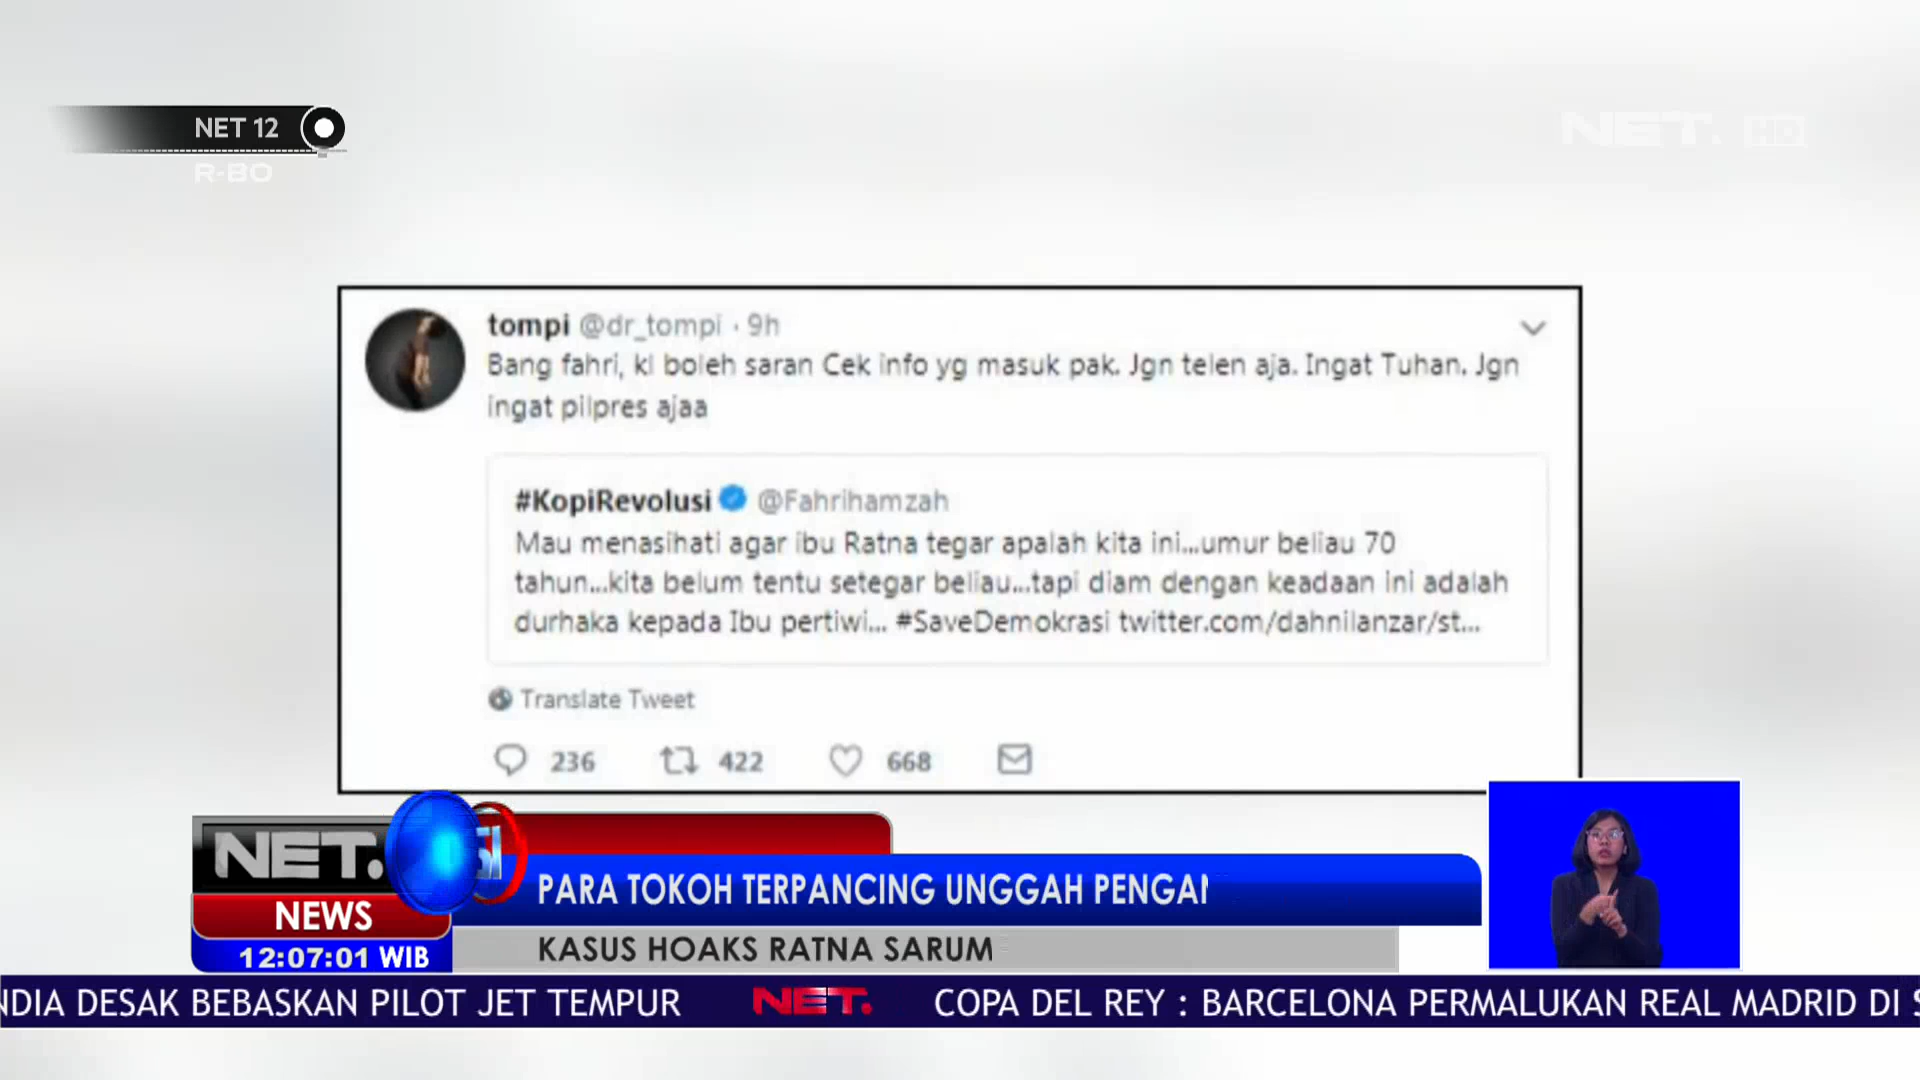 NET 12
R-BO
NET. HD
tompi @dr_tompi · 9h
Bang fahri, kl boleh saran Cek info yg masuk pak. Jgn telen aja. Ingat Tuhan. Jgn
ingat pilpres ajaa
#KopiRevolusi @Fahrihamzah
Mau menasihati agar ibu Ratna tegar apalah kita ini...umur beliau 70
tahun...kita belum tentu setegar beliau...tapi diam dengan keadaan ini adalah
durhaka kepada Ibu pertiwi... #SaveDemokrasi twitter.com/dahnilanzar/st...
Translate Tweet
236 422 668
NET.
NEWS
12:07:01 WIB
PARA TOKOH TERPANCING UNGGAH PENGAN
KASUS HOAKS RATNA SARUM
NDIA DESAK BEBASKAN PILOT JET TEMPUR NET. COPA DEL REY : BARCELONA PERMALUKAN REAL MADRID DI S